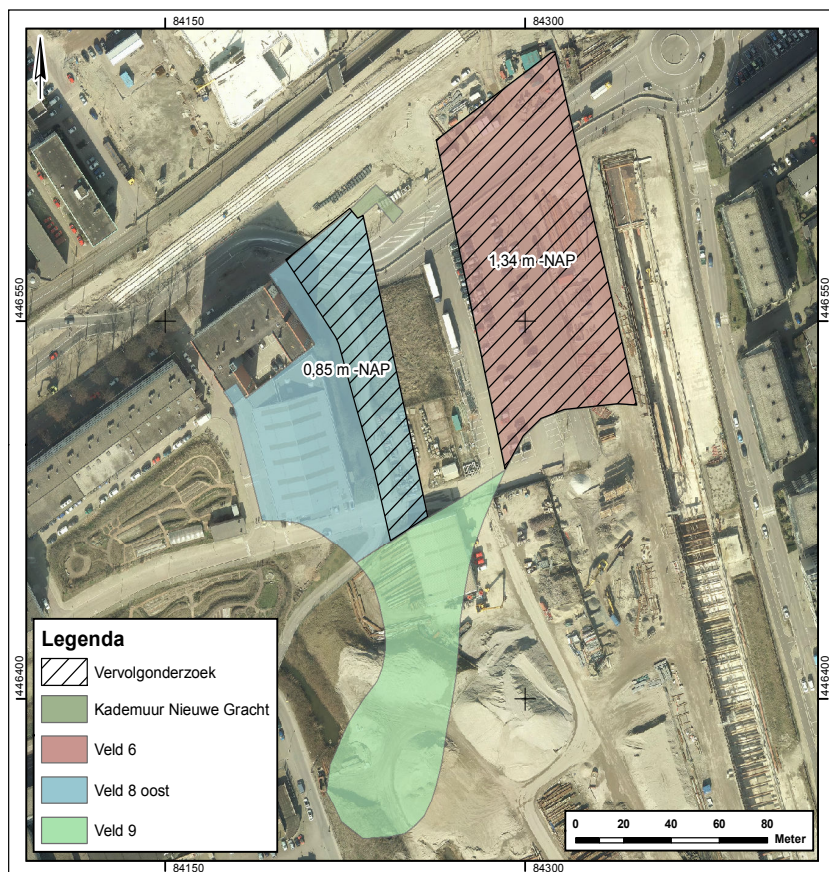 84150 84300
446550 446550
1,34 m -NAP
0,85 m -NAP
446400 446400
Legenda
Vervolgonderzoek
Kademuur Nieuwe Gracht
Veld 6
Veld 8 oost
Veld 9
0 20 40 60 80
Meter
84150 84300